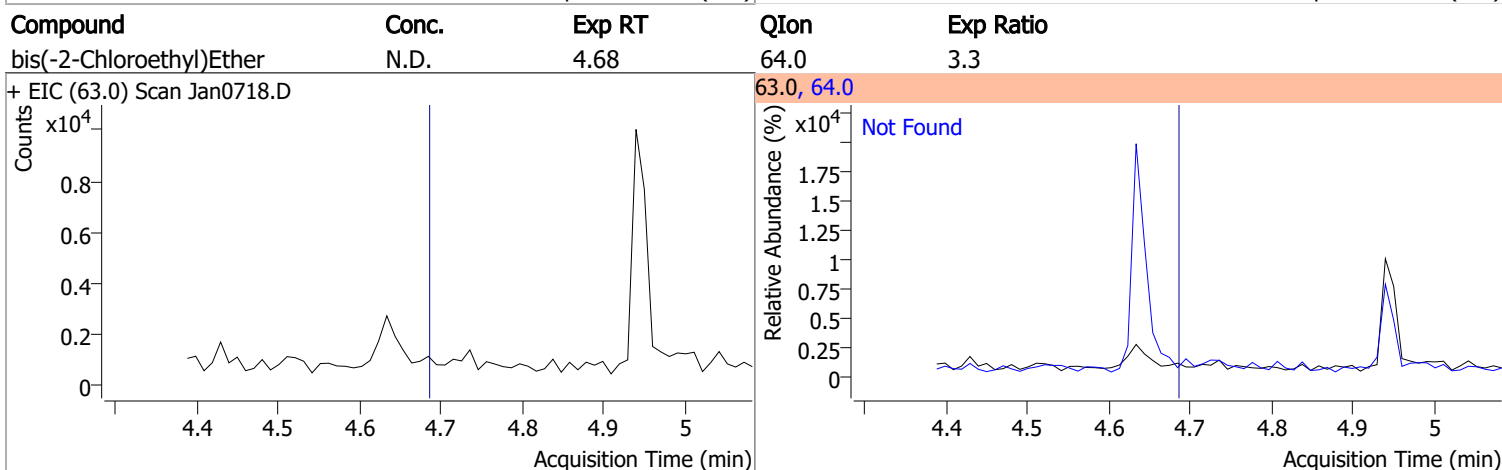 Compound Conc. Exp RT QIon Exp Ratio
bis(-2-Chloroethyl)Ether N.D. 4.68 64.0 3.3
+ EIC (63.0) Scan Jan0718.D
Counts
x10⁴
0.8
0.6
0.4
0.2
0
4.4 4.5 4.6 4.7 4.8 4.9 5
Acquisition Time (min)
63.0, 64.0
Relative Abundance (%)
x10⁴
Not Found
1.75
1.5
1.25
1
0.75
0.5
0.25
0
4.4 4.5 4.6 4.7 4.8 4.9 5
Acquisition Time (min)